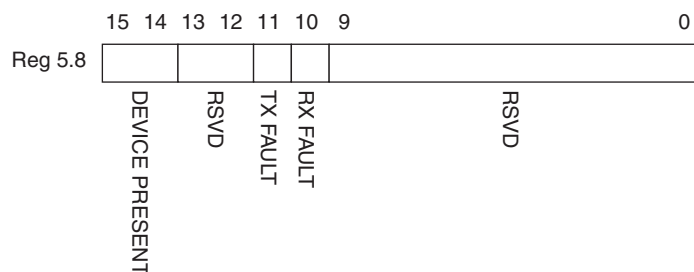 15 14 13 12 11 10 9 0
Reg 5.8
DEVICE PRESENT
RSVD
TX FAULT
RX FAULT
RSVD